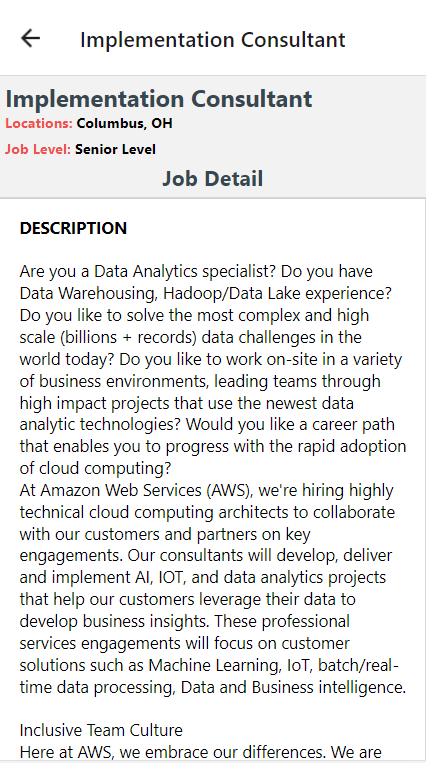 Implementation Consultant
Implementation Consultant
Locations: Columbus, OH
Job Level: Senior Level
Job Detail
DESCRIPTION
Are you a Data Analytics specialist? Do you have
Data Warehousing, Hadoop/Data Lake experience?
Do you like to solve the most complex and high
scale (billions + records) data challenges in the
world today? Do you like to work on-site in a variety
of business environments, leading teams through
high impact projects that use the newest data
analytic technologies? Would you like a career path
that enables you to progress with the rapid adoption
of cloud computing?
At Amazon Web Services (AWS), we're hiring highly
technical cloud computing architects to collaborate
with our customers and partners on key
engagements. Our consultants will develop, deliver
and implement AI, IOT, and data analytics projects
that help our customers leverage their data to
develop business insights. These professional
services engagements will focus on customer
solutions such as Machine Learning, IoT, batch/real-
time data processing, Data and Business intelligence.
Inclusive Team Culture
Here at AWS, we embrace our differences. We are